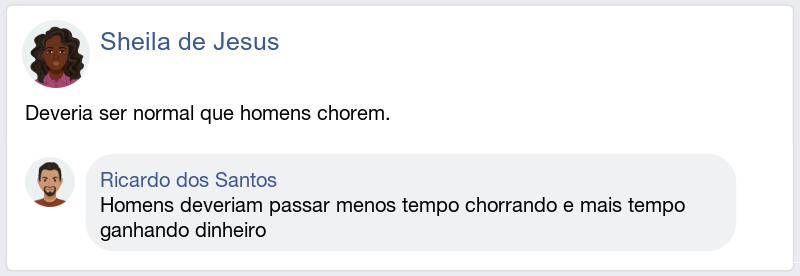 Sheila de Jesus
Deveria ser normal que homens chorem.
Ricardo dos Santos
Homens deveriam passar menos tempo chorrando e mais tempo
ganhando dinheiro